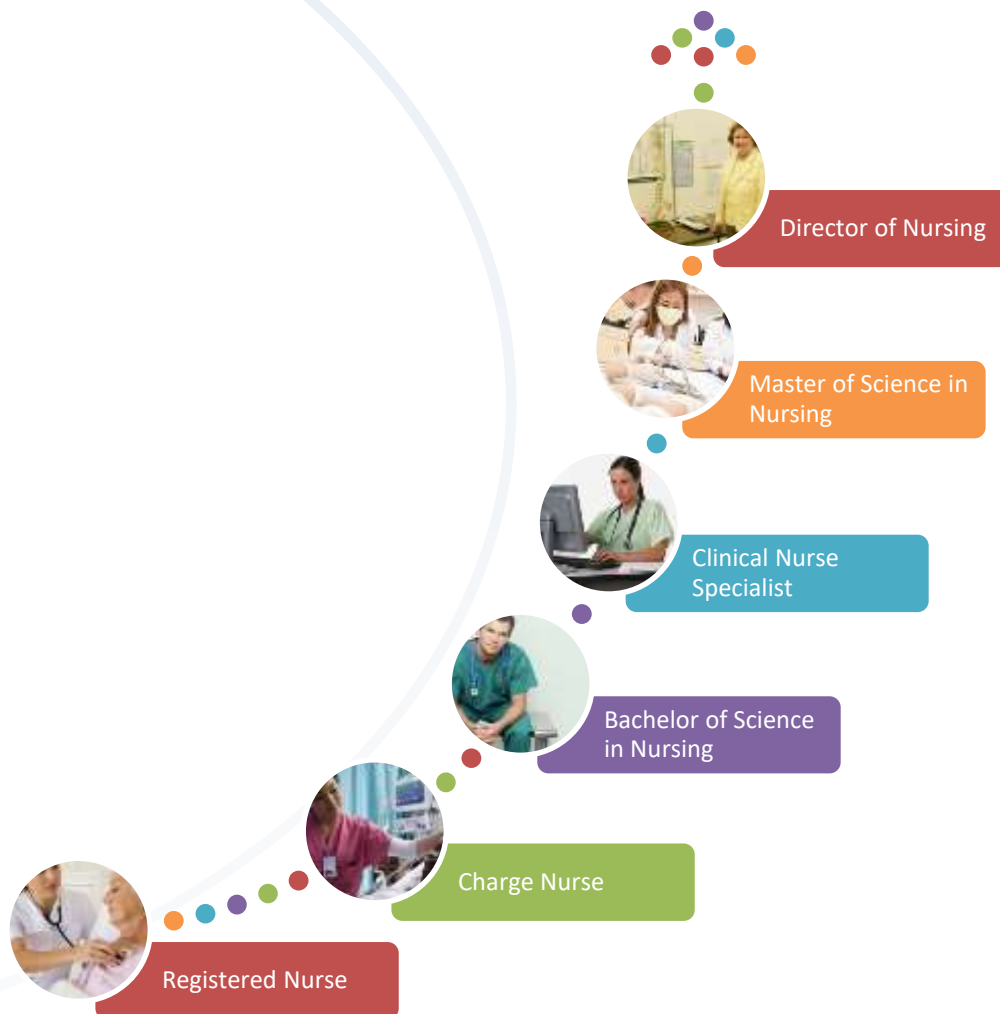 Director of Nursing
Master of Science in
Nursing
Clinical Nurse
Specialist
Bachelor of Science
in Nursing
Charge Nurse
Registered Nurse